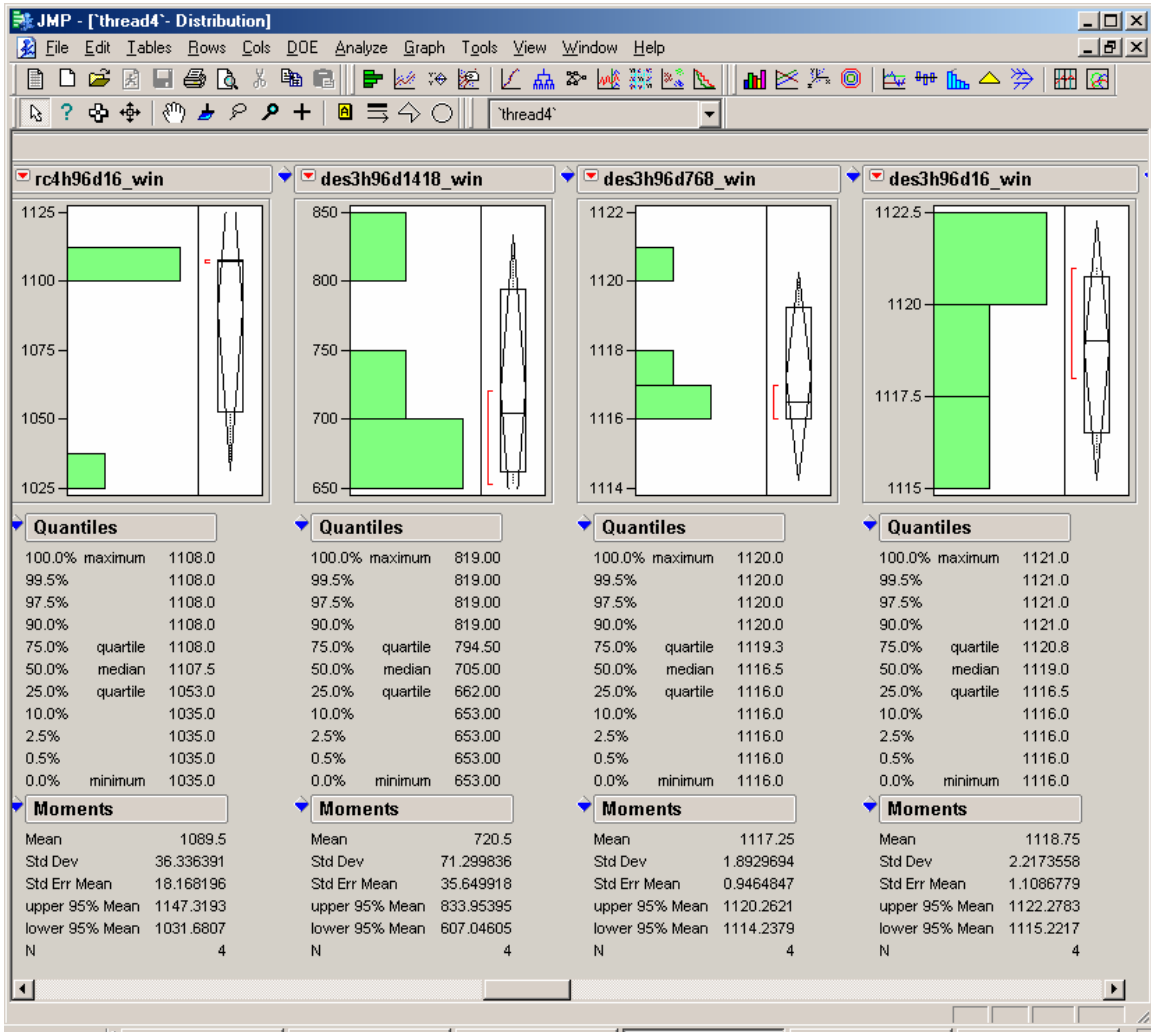 JMP - [`thread4`- Distribution]
File Edit Tables Rows Cols DOE Analyze Graph Tools View Window Help
? A `thread4`
rc4h96d16_win
1125
1100
1075
1050
1025
Quantiles
100.0% maximum 1108.0
99.5% 1108.0
97.5% 1108.0
90.0% 1108.0
75.0% quartile 1108.0
50.0% median 1107.5
25.0% quartile 1053.0
10.0% 1035.0
2.5% 1035.0
0.5% 1035.0
0.0% minimum 1035.0
Moments
Mean 1089.5
Std Dev 36.336391
Std Err Mean 18.168196
upper 95% Mean 1147.3193
lower 95% Mean 1031.6807
N 4
des3h96d1418_win
850
800
750
700
650
Quantiles
100.0% maximum 819.00
99.5% 819.00
97.5% 819.00
90.0% 819.00
75.0% quartile 794.50
50.0% median 705.00
25.0% quartile 662.00
10.0% 653.00
2.5% 653.00
0.5% 653.00
0.0% minimum 653.00
Moments
Mean 720.5
Std Dev 71.299836
Std Err Mean 35.649918
upper 95% Mean 833.95395
lower 95% Mean 607.04605
N 4
des3h96d768_win
1122
1120
1118
1116
1114
Quantiles
100.0% maximum 1120.0
99.5% 1120.0
97.5% 1120.0
90.0% 1120.0
75.0% quartile 1119.3
50.0% median 1116.5
25.0% quartile 1116.0
10.0% 1116.0
2.5% 1116.0
0.5% 1116.0
0.0% minimum 1116.0
Moments
Mean 1117.25
Std Dev 1.8929694
Std Err Mean 0.9464847
upper 95% Mean 1120.2621
lower 95% Mean 1114.2379
N 4
des3h96d16_win
1122.5
1120
1117.5
1115
Quantiles
100.0% maximum 1121.0
99.5% 1121.0
97.5% 1121.0
90.0% 1121.0
75.0% quartile 1120.8
50.0% median 1119.0
25.0% quartile 1116.5
10.0% 1116.0
2.5% 1116.0
0.5% 1116.0
0.0% minimum 1116.0
Moments
Mean 1118.75
Std Dev 2.2173558
Std Err Mean 1.1086779
upper 95% Mean 1122.2783
lower 95% Mean 1115.2217
N 4